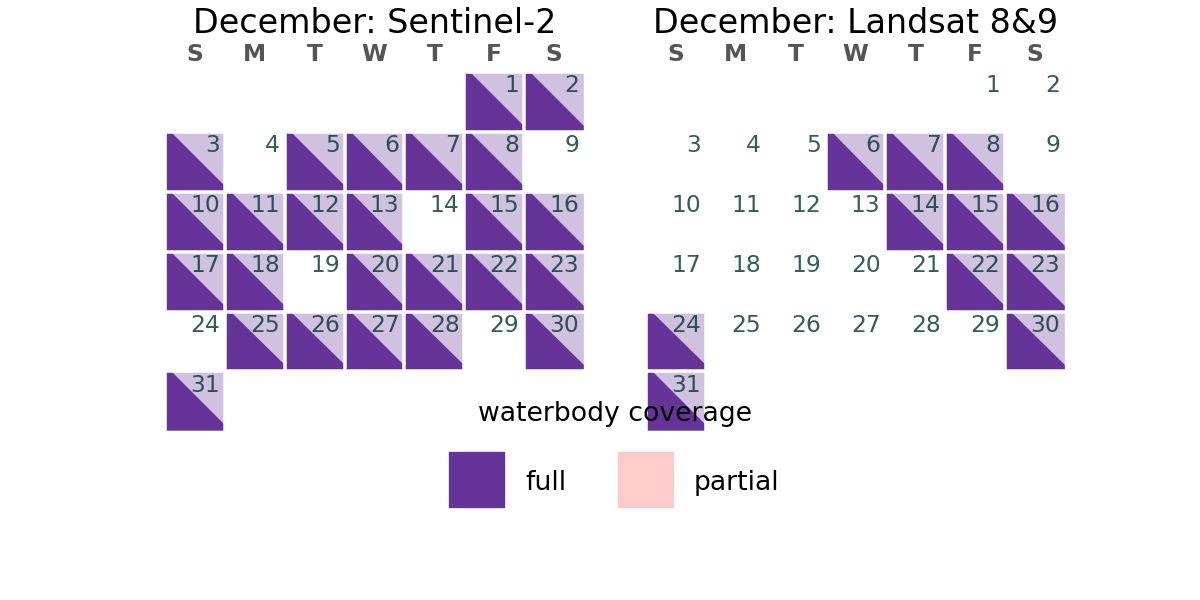 December: Sentinel-2
S M T W T F S
1 2
3 4 5 6 7 8 9
10 11 12 13 14 15 16
17 18 19 20 21 22 23
24 25 26 27 28 29 30
31
December: Landsat 8&9
S M T W T F S
1 2
3 4 5 6 7 8 9
10 11 12 13 14 15 16
17 18 19 20 21 22 23
24 25 26 27 28 29 30
31
waterbody coverage
full partial